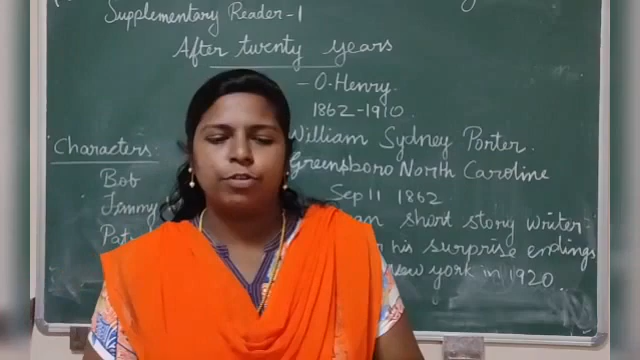 Supplementary Reader-1
After twenty years
- O. Henry.
1862-1910.
William Sydney Porter.
Greensboro North Caroline
Sep 11 1862
short story writer-
his surprise endings
New york in 1920.
Characters:
Bob
Jimmy